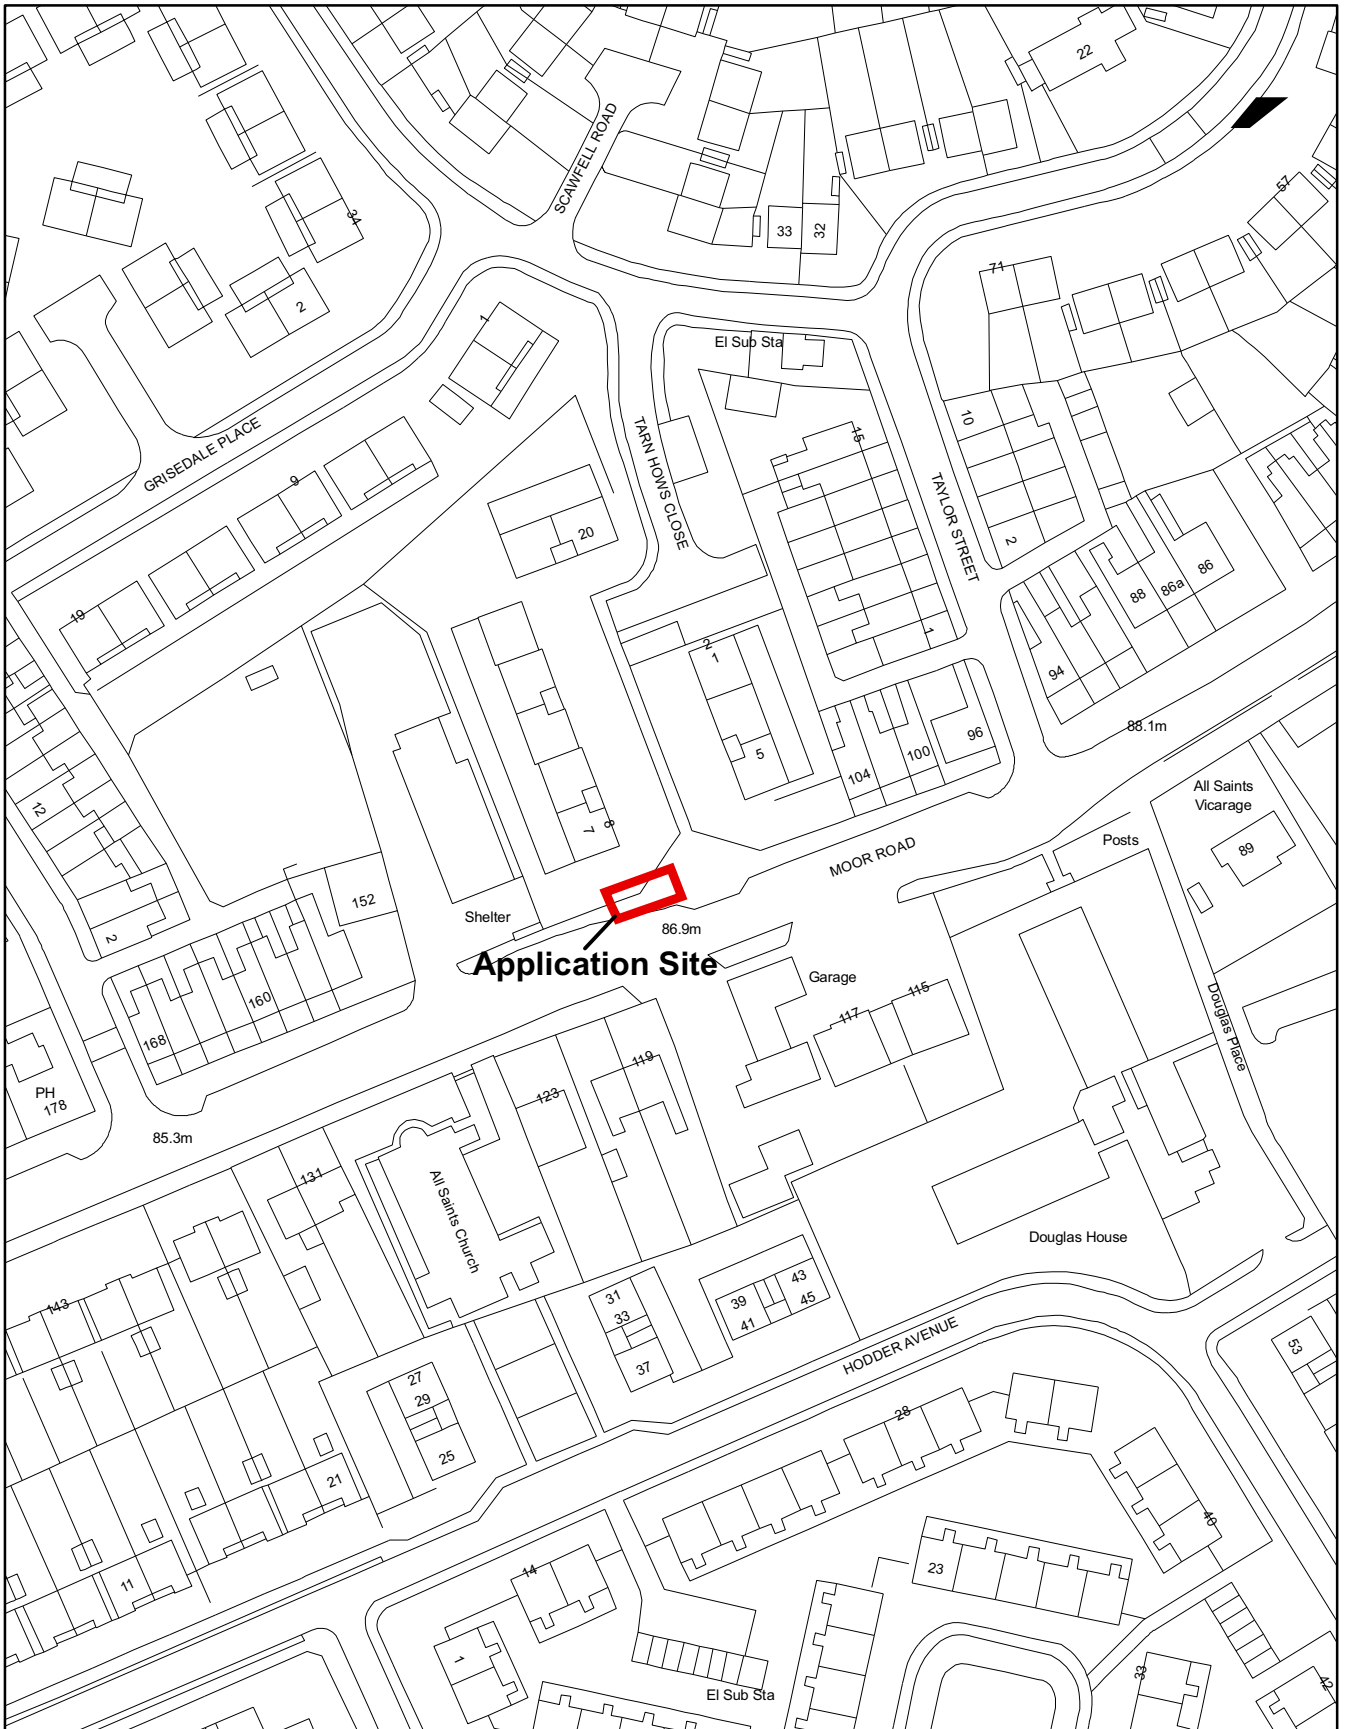 22
SCAWFELL ROAD
57
34
33
32
71
2
1
El Sub Sta
GRISEDALE PLACE
10
15
TARN HOWS CLOSE
9
TAYLOR STREET
20
2
86
86a
88
19
1
2
1
94
88.1m
96
5
100
104
All Saints
Vicarage
12
8
7
Posts
89
MOOR ROAD
152
Shelter
86.9m
2
Application Site
Garage
160
115
117
Douglas Place
168
119
PH
178
123
85.3m
131
All Saints Church
Douglas House
143
31
33
37
39
41
43
45
HODDER AVENUE
53
27
29
25
28
21
40
14
23
11
1
33
42
El Sub Sta